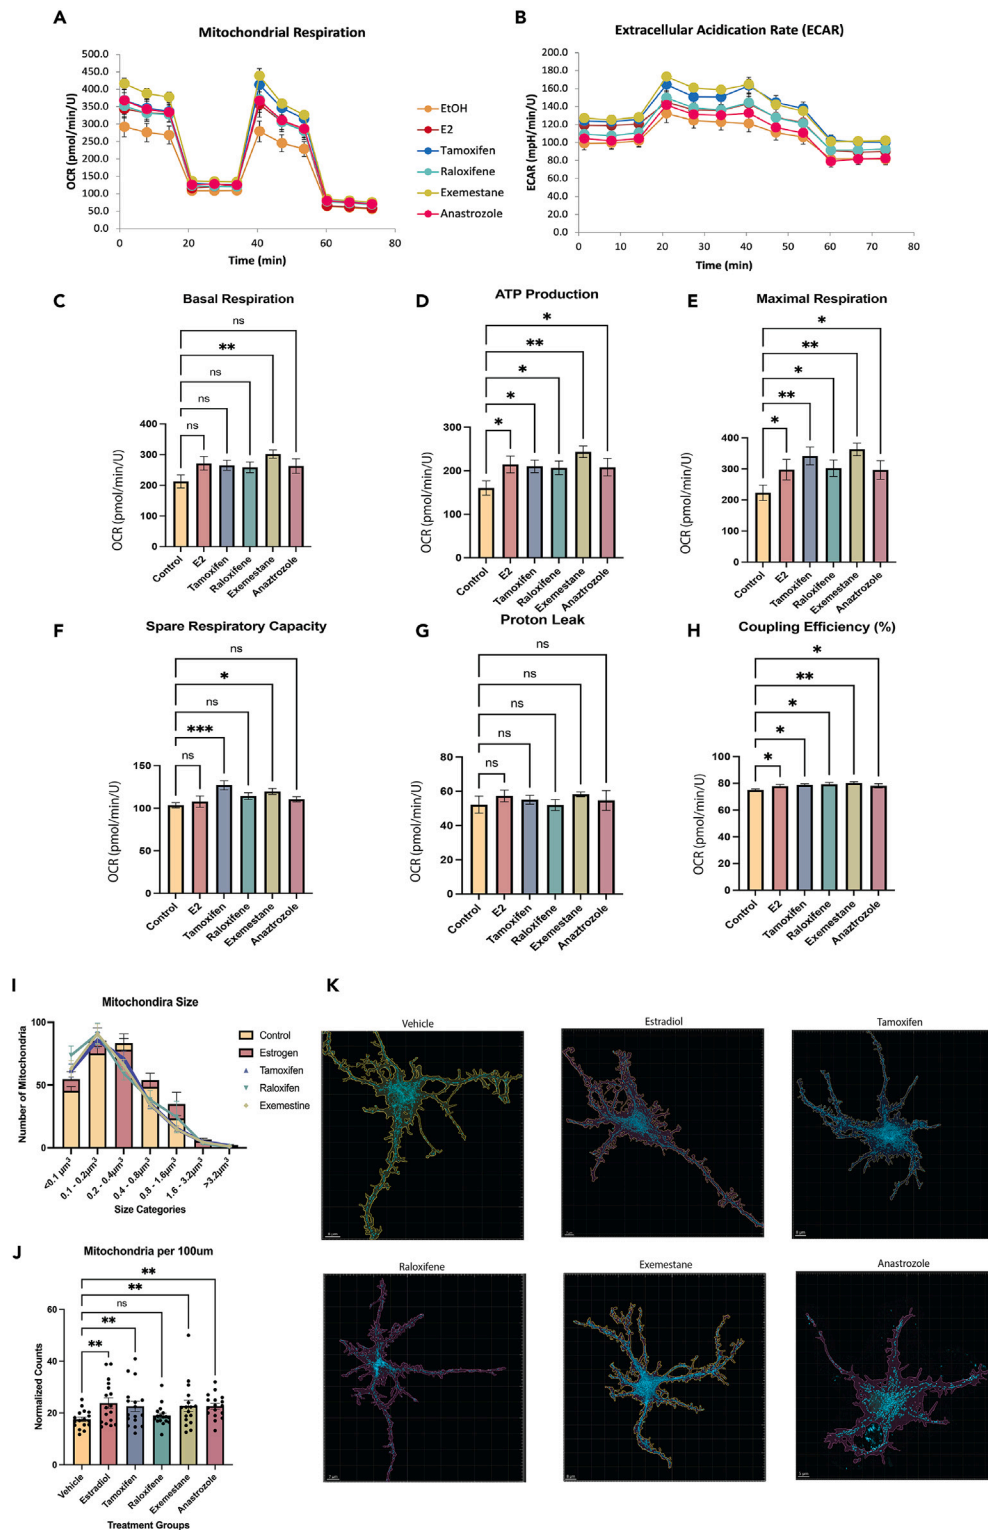 A
Mitochondrial Respiration
500.0
450.0
400.0
350.0
300.0
250.0
200.0
150.0
100.0
50.0
0.0
OCR (pmol/min/U)
0
20
40
60
80
Time (min)
EtOH
E2
Tamoxifen
Raloxifene
Exemestane
Anastrozole
B
Extracellular Acidication Rate (ECAR)
200.0
180.0
160.0
140.0
120.0
100.0
80.0
60.0
40.0
20.0
0.0
ECAR (mpH/min/U)
0
10
20
30
40
50
60
70
80
Time (min)
C
Basal Respiration
ns
**
ns
ns
ns
400
300
200
100
0
OCR (pmol/min/U)
Control
E2
Tamoxifen
Raloxifene
Exemestane
Anaztrozole
D
ATP Production
*
**
*
*
*
300
200
100
0
OCR (pmol/min/U)
Control
E2
Tamoxifen
Raloxifene
Exemestane
Anaztrozole
E
Maximal Respiration
*
**
*
**
*
400
300
200
100
0
OCR (pmol/min/U)
Control
E2
Tamoxifen
Raloxifene
Exemestane
Anaztrozole
F
Spare Respiratory Capacity
ns
*
ns
***
ns
150
100
50
0
OCR (pmol/min/U)
Control
E2
Tamoxifen
Raloxifene
Exemestane
Anaztrozole
G
Proton Leak
ns
ns
ns
ns
ns
80
60
40
20
0
OCR (pmol/min/U)
Control
E2
Tamoxifen
Raloxifene
Exemestane
Anaztrozole
H
Coupling Efficiency (%)
*
**
*
*
*
100
80
60
40
20
0
OCR (pmol/min/U)
Control
E2
Tamoxifen
Raloxifene
Exemestane
Anaztrozole
I
Mitochondira Size
100
50
0
Number of Mitochondria
<0.1 µm³
0.1 - 0.2µm³
0.2 - 0.4µm³
0.4 - 0.8µm³
0.8 - 1.6µm³
1.6 - 3.2µm³
>3.2µm³
Size Categories
Control
Estrogen
Tamoxifen
Raloxifen
Exemestine
J
Mitochondria per 100um
**
**
ns
**
**
60
40
20
0
Normalized Counts
Vehicle
Estradiol
Tamoxifen
Raloxifene
Exemestane
Anastrozole
Treatment Groups
K
Vehicle
Estradiol
Tamoxifen
Raloxifene
Exemestane
Anastrozole